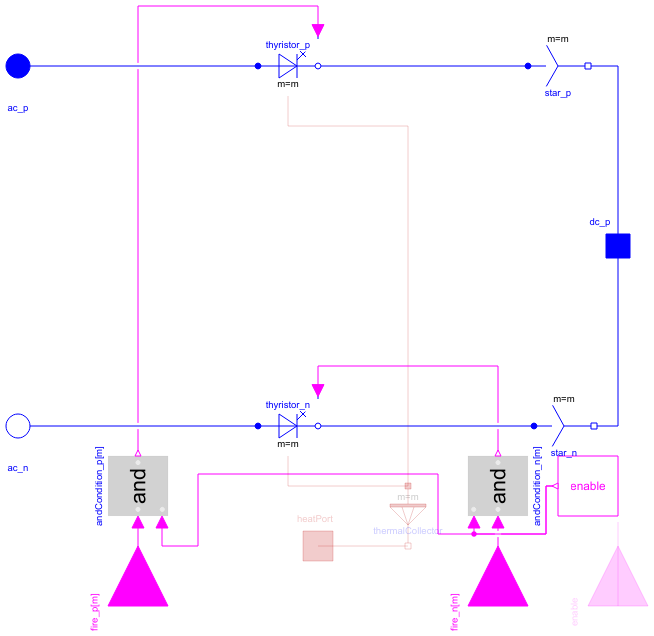 m=m
thyristor_p
m=m
star_p
ac_p
dc_p
m=m
thyristor_n
m=m
star_n
ac_n
andCondition_p[m]
and
andCondition_n[m]
and
enable
m=m
heatPort
thermalCollector
fire_p[m]
fire_n[m]
enable